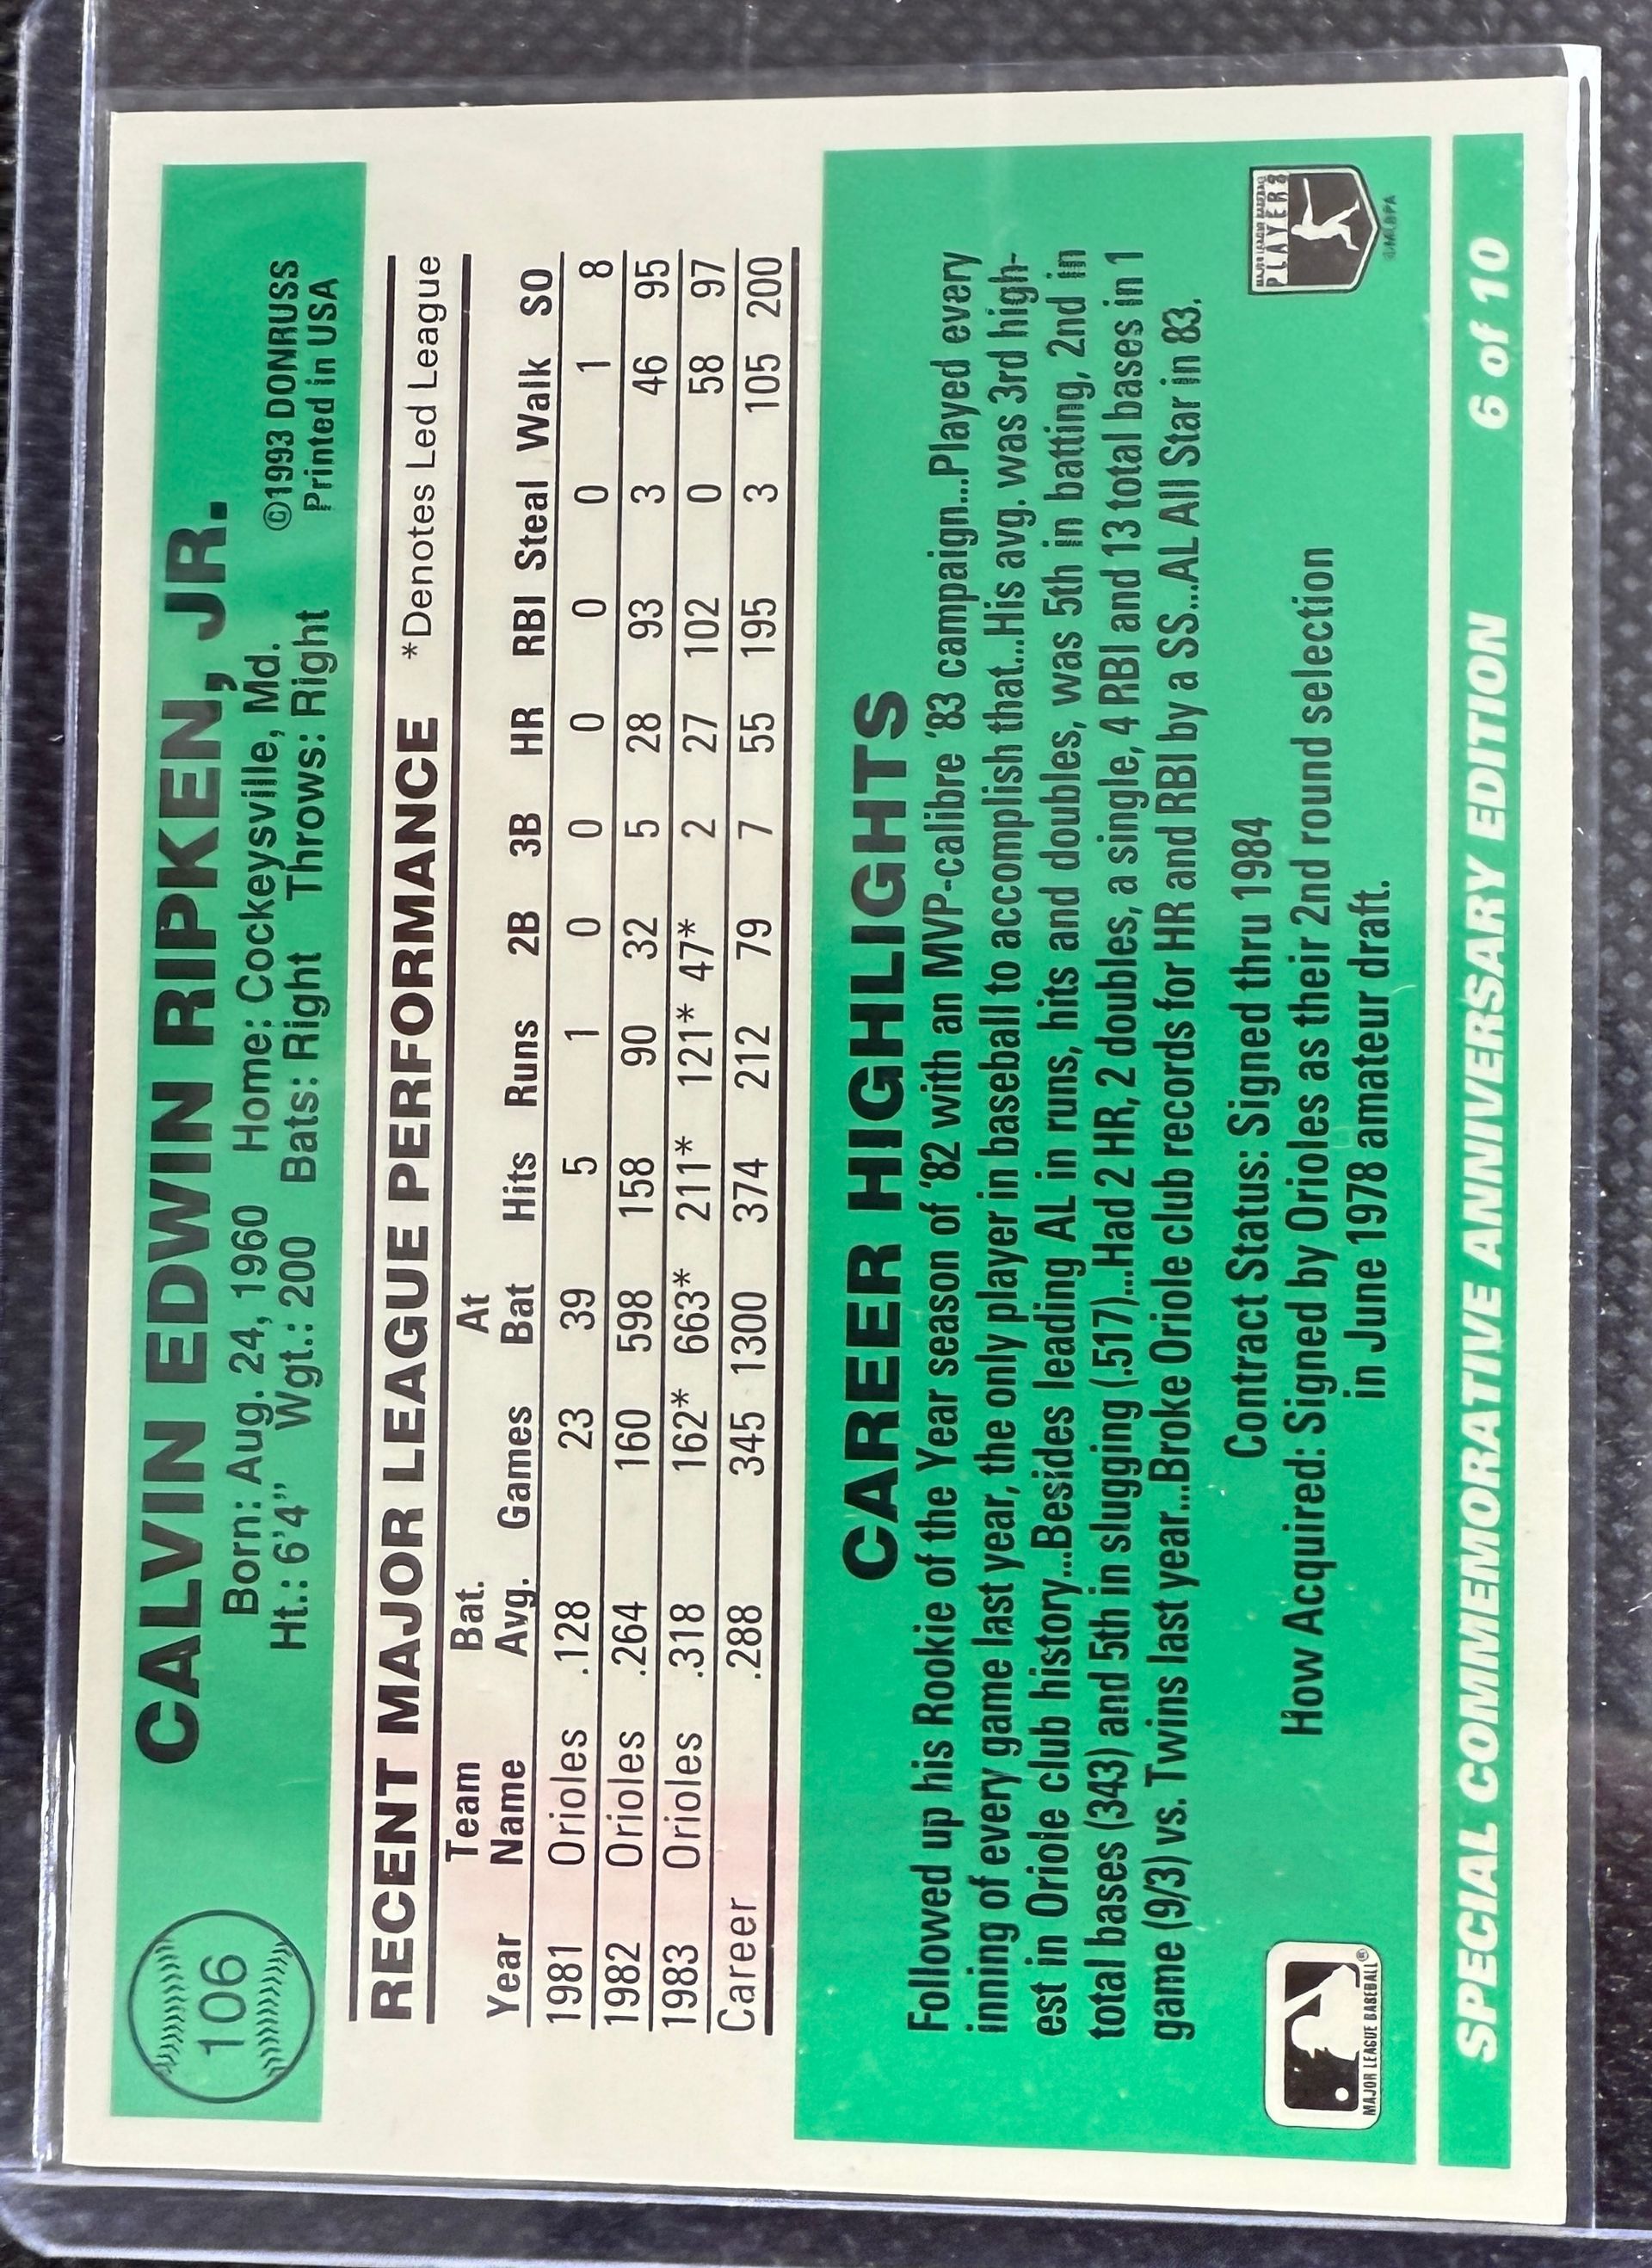 106
CALVIN EDWIN RIPKEN, JR.
Born: Aug. 24, 1960 Home: Cockeysville, Md. ©1993 DONRUSS
Ht.: 6'4” Wgt.: 200 Bats: Right Throws: Right Printed in USA
RECENT MAJOR LEAGUE PERFORMANCE *Denotes Led League
Team Bat. At
Year Name Avg. Games Bat Hits Runs 2B 3B HR RBI Steal Walk SO
1981 Orioles .128 23 39 5 1 0 0 0 0 0 1 8
1982 Orioles .264 160 598 158 90 32 5 28 93 3 46 95
1983 Orioles .318 162* 663* 211* 121* 47* 2 27 102 0 58 97
Career .288 345 1300 374 212 79 7 55 195 3 105 200
CAREER HIGHLIGHTS
Followed up his Rookie of the Year season of '82 with an MVP-calibre '83 campaign...Played every
inning of every game last year, the only player in baseball to accomplish that...His avg. was 3rd high-
est in Oriole club history...Besides leading AL in runs, hits and doubles, was 5th in batting, 2nd in
total bases (343) and 5th in slugging (.517)...Had 2 HR, 2 doubles, a single, 4 RBI and 13 total bases in 1
game (9/3) vs. Twins last year...Broke Oriole club records for HR and RBI by a SS...AL All Star in 83.
Contract Status: Signed thru 1984
How Acquired: Signed by Orioles as their 2nd round selection
in June 1978 amateur draft.
MAJOR LEAGUE BASEBALL®
MAJOR LEAGUE BASEBALL
PLAYERS
©MLBPA
SPECIAL COMMEMORATIVE ANNIVERSARY EDITION 6 of 10